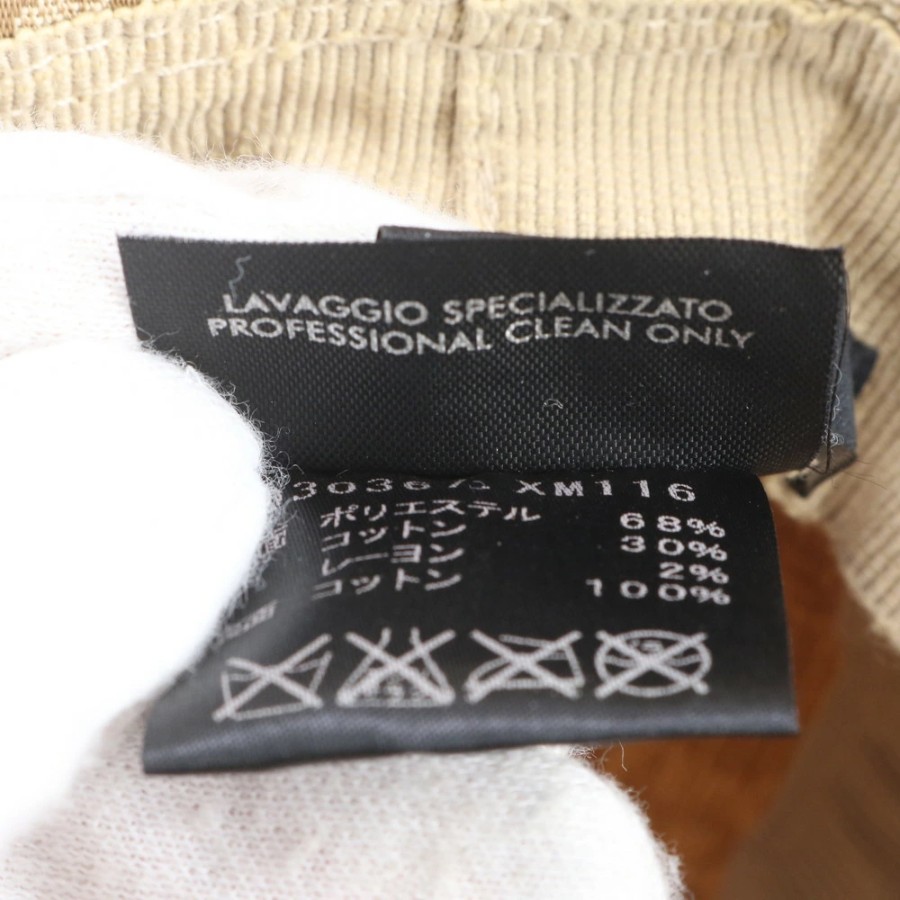 LAVAGGIO SPECIALIZZATO
PROFESSIONAL CLEAN ONLY
XM116
ポリエステル 68%
コットン 30%
レーヨン 2%
コットン 100%